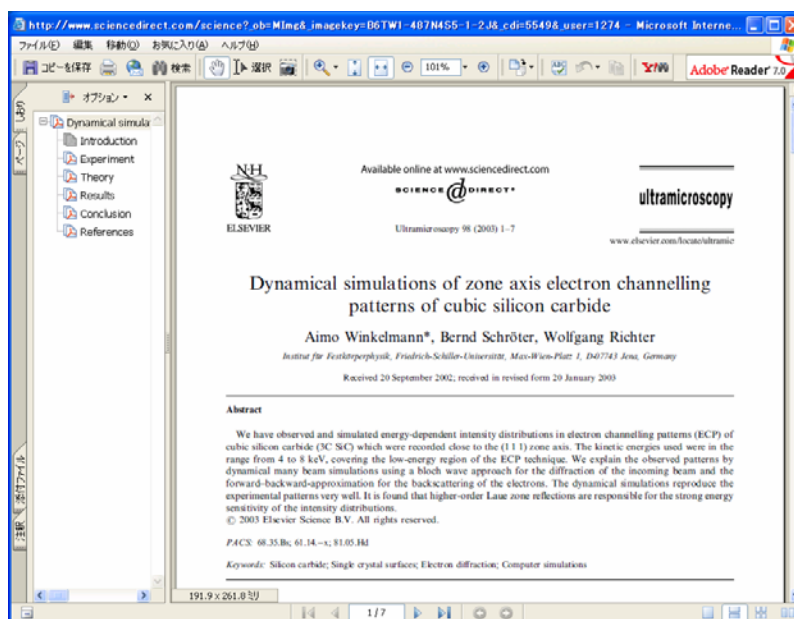 http://www.sciencedirect.com/science?_ob=MImg&_imagekey=B6TW1-487N4S5-1-2J&_cdi=5549&_user=1274 - Microsoft Interne...
ファイル(F) 編集 移動(O) お気に入り(A) ヘルプ(H)
コピーを保存 検索 選択 101% Y! Adobe Reader 7.0
しおり
ページ
添付ファイル
注釈
オプション
Dynamical simula
Introduction
Experiment
Theory
Results
Conclusion
References
N·H
ELSEVIER
Available online at www.sciencedirect.com
SCIENCE @ DIRECT®
Ultramicroscopy 98 (2003) 1–7
ultramicroscopy
www.elsevier.com/locate/ultramic
Dynamical simulations of zone axis electron channelling
patterns of cubic silicon carbide
Aimo Winkelmann*, Bernd Schröter, Wolfgang Richter
Institut für Festkörperphysik, Friedrich-Schiller-Universität, Max-Wien-Platz 1, D-07743 Jena, Germany
Received 20 September 2002; received in revised form 20 January 2003
Abstract
We have observed and simulated energy-dependent intensity distributions in electron channelling patterns (ECP) of
cubic silicon carbide (3C SiC) which were recorded close to the (1 1 1) zone axis. The kinetic energies used were in the
range from 4 to 8 keV, covering the low-energy region of the ECP technique. We explain the observed patterns by
dynamical many beam simulations using a bloch wave approach for the diffraction of the incoming beam and the
forward–backward-approximation for the backscattering of the electrons. The dynamical simulations reproduce the
experimental patterns very well. It is found that higher-order Laue zone reflections are responsible for the strong energy
sensitivity of the intensity distributions.
© 2003 Elsevier Science B.V. All rights reserved.
PACS: 68.35.Bs; 61.14.−x; 81.05.Hd
Keywords: Silicon carbide; Single crystal surfaces; Electron diffraction; Computer simulations
191.9 x 261.8 ミリ
1/7